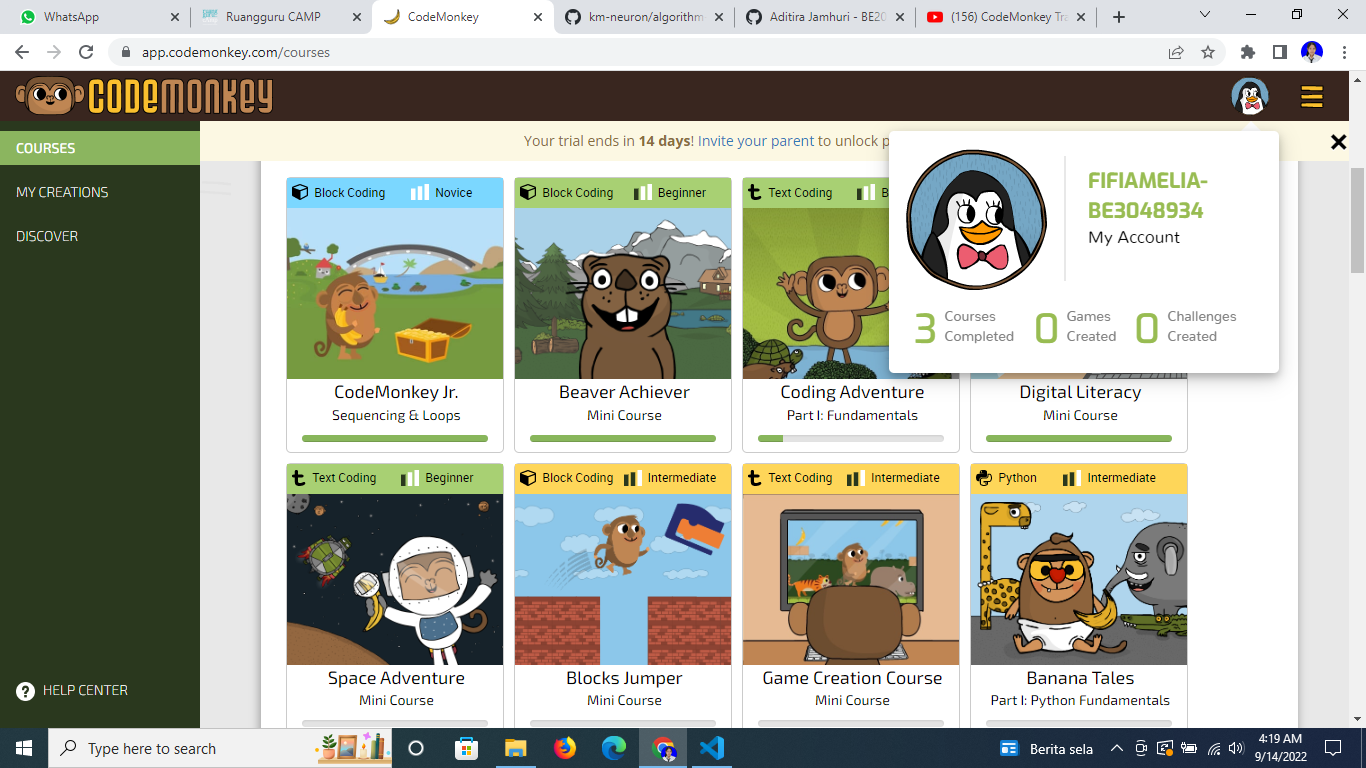 WhatsApp
Ruangguru CAMP
CodeMonkey
km-neuron/algorithm
Aditira Jamhuri - BE20
(156) CodeMonkey Tra
app.codemonkey.com/courses
CODEMONKEY
COURSES
MY CREATIONS
DISCOVER
HELP CENTER
Your trial ends in 14 days! Invite your parent to unlock p
FIFIAMELIA-
BE3048934
My Account
3 Courses Completed
0 Games Created
0 Challenges Created
Block Coding Novice
CodeMonkey Jr.
Sequencing & Loops
Block Coding Beginner
Beaver Achiever
Mini Course
Text Coding B
Coding Adventure
Part I: Fundamentals
Digital Literacy
Mini Course
Text Coding Beginner
Space Adventure
Mini Course
Block Coding Intermediate
Blocks Jumper
Mini Course
Text Coding Intermediate
Game Creation Course
Mini Course
Python Intermediate
Banana Tales
Part I: Python Fundamentals
Type here to search
Berita sela
4:19 AM
9/14/2022